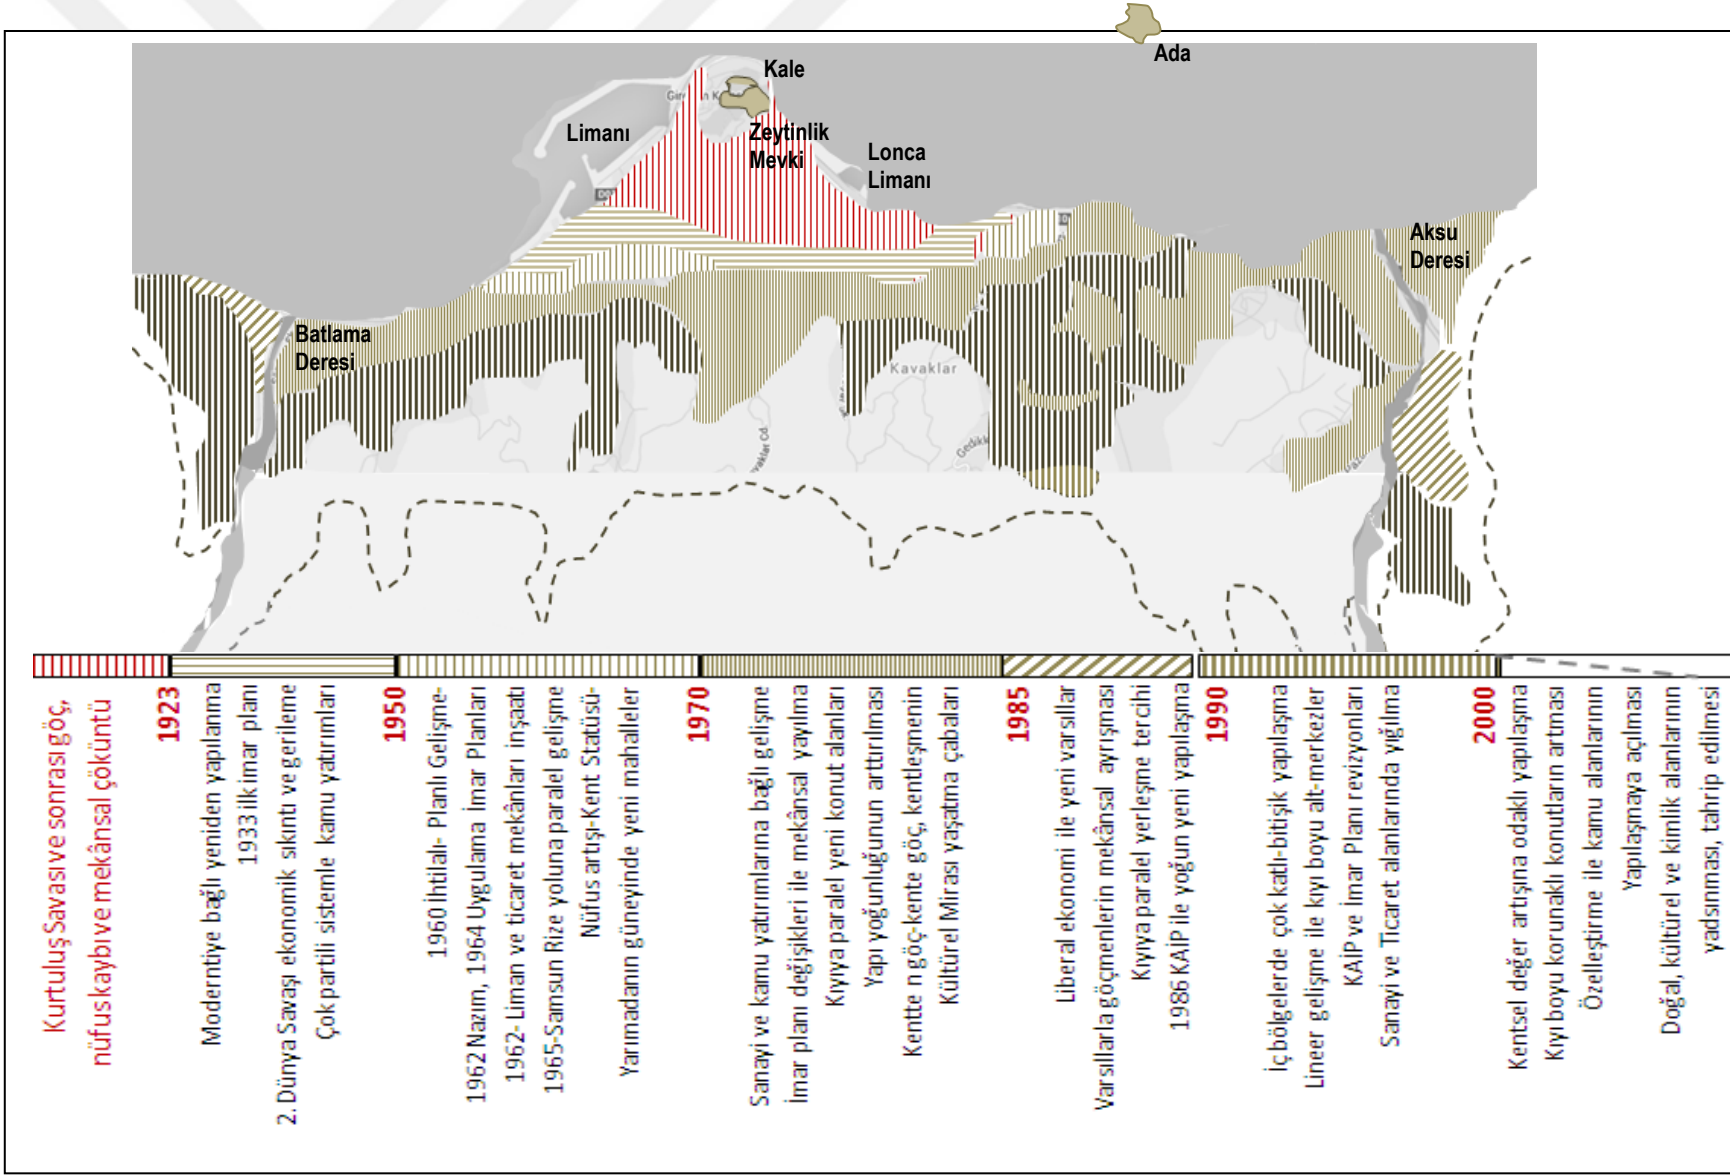 Ada
Kale
Limanı
Zeytinlik
Mevki
Lonca
Limanı
Aksu
Deresi
Batlama
Deresi
Kavaklar
Kurtuluş Savası ve sonrası göç,
nüfus kaybı ve mekânsal çöküntü
1923
Moderntiye bağlı yeniden yapılanma
1933 ilk imar planı
2. Dünya Savaşı ekonomik sıkıntı ve gerileme
Çok partili sistemle kamu yatırımları
1950
1960 İhtilali- Planlı Gelişme-
1962 Nazım, 1964 Uygulama İmar Planları
1962- Liman ve ticaret mekânları inşaatı
1965-Samsun Rize yoluna paralel gelişme
Nüfus artışı-Kent Statüsü-
Yarımadanın güneyinde yeni mahaleler
1970
Sanayi ve kamu yatırımlarına bağlı gelişme
İmar planı değişikleri ile mekânsal yayılma
Kıyıya paralel yeni konut alanları
Yapı yoğunluğunun arttırılması
Kentte n göç-kente göç, kentleşmenin
Kültürel Mirası yaşatma çabaları
1985
Liberal ekonomi ile yeni varsıllar
Varsıllarla göçmenlerin mekânsal ayrışması
Kıyıya paralel yerleşme tercihi
1986 KAİP ile yoğun yeni yapılaşma
1990
İç bölgelerde çok katlı-bitişik yapılaşma
Lineer gelişme ile kıyı boyu alt-merkezler
KAİP ve İmar Planı revizyonları
Sanayi ve Ticaret alanlarında yığılma
2000
Kentsel değer artışına odaklı yapılaşma
Kıyı boyu korunaklı konutların artması
Özelleştirme ile kamu alanlarının
Yapılaşmaya açılması
Doğal, kültürel ve kimlik alanlarının
yadsınması, tahrip edilmesi